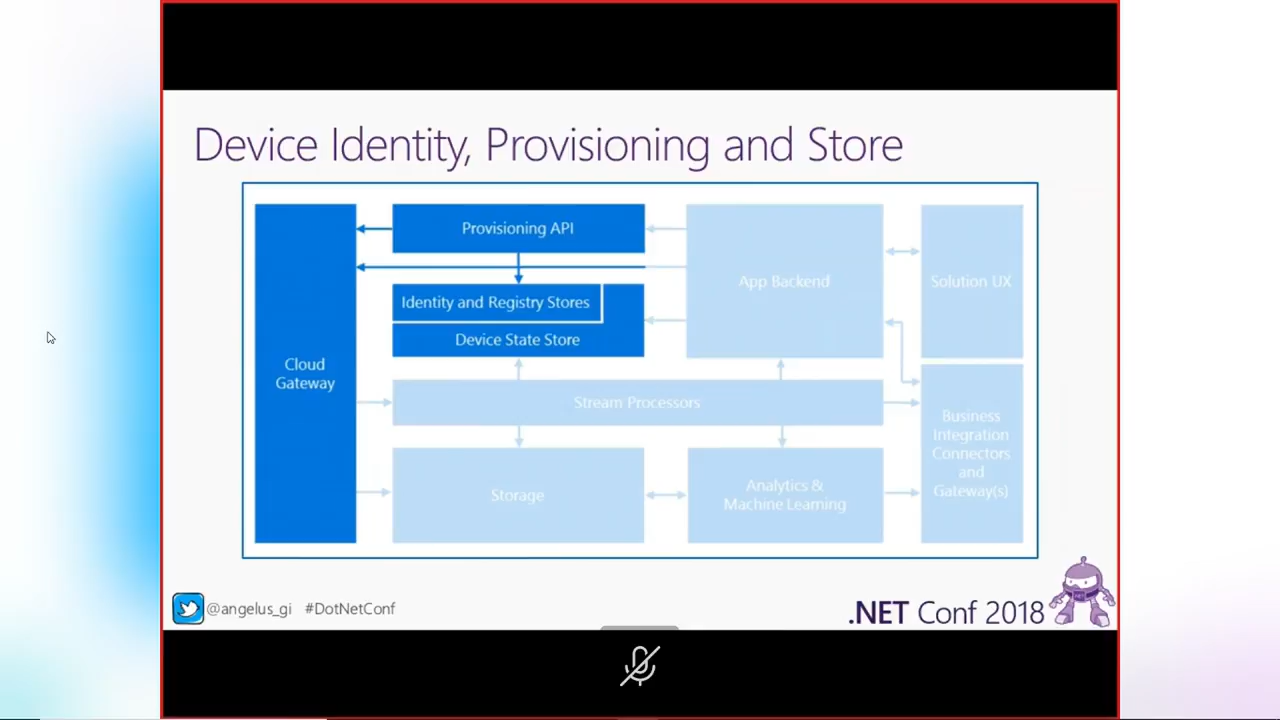 Device Identity, Provisioning and Store
Provisioning API
App Backend
Solution UX
Identity and Registry Stores
Device State Store
Cloud
Gateway
Stream Processors
Business
Integration
Connectors
and
Gateway(s)
Storage
Analytics &
Machine Learning
@angelus_gi #DotNetConf
.NET Conf 2018